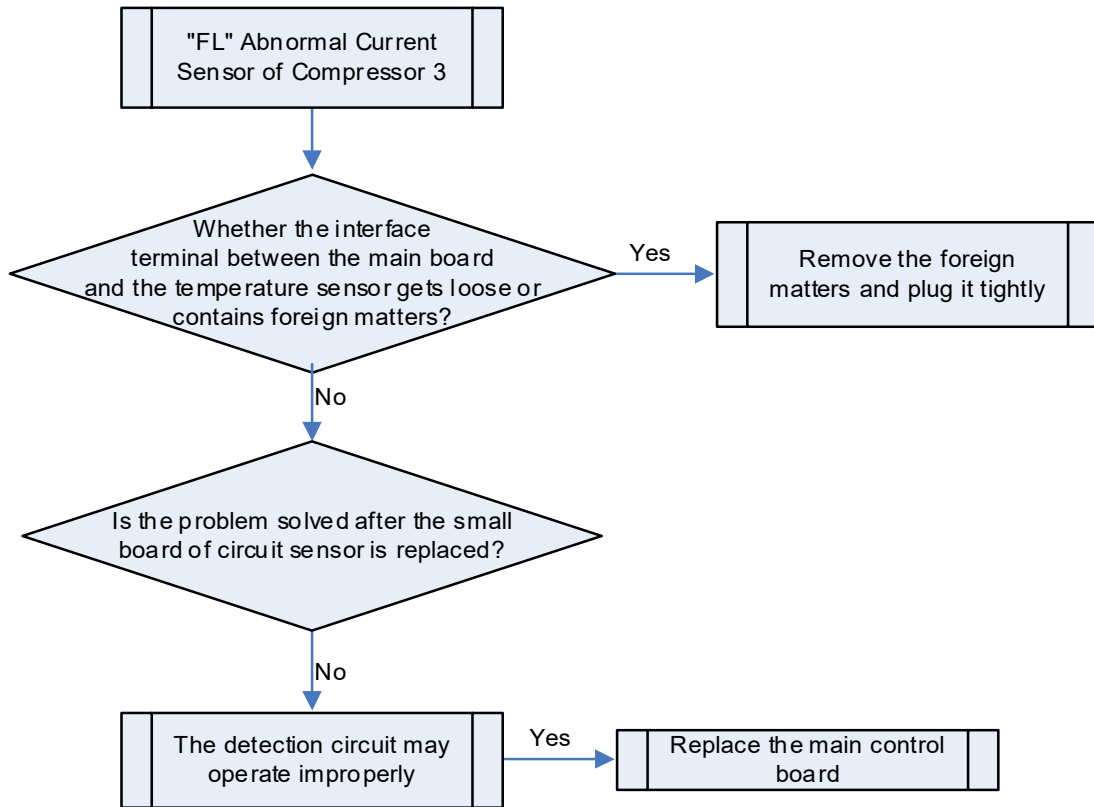 "FL" Abnormal Current
Sensor of Compressor 3
Whether the interface
terminal between the main board
and the temperature sensor gets loose or
contains foreign matters?
Yes
Remove the foreign
matters and plug it tightly
No
Is the problem solved after the small
board of circuit sensor is replaced?
No
The detection circuit may
operate improperly
Yes
Replace the main control
board